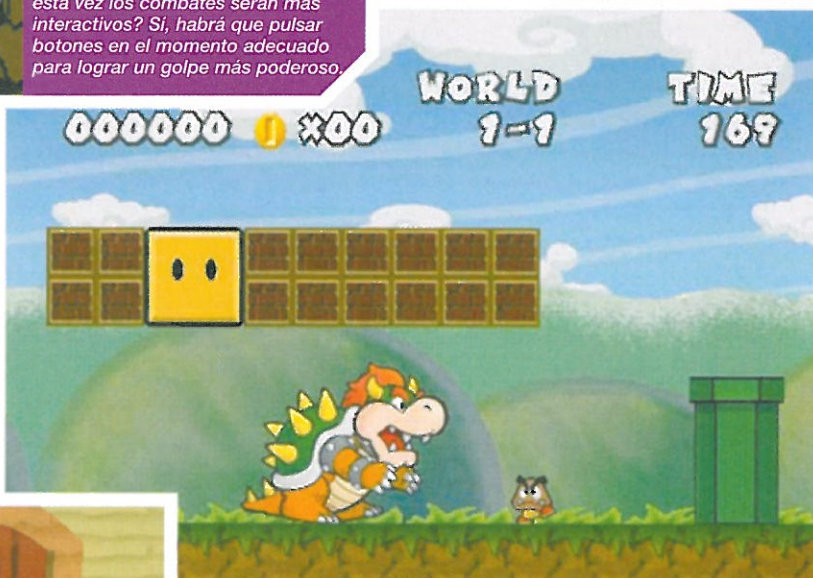 esta vez los combates serán más
interactivos? Sí, habrá que pulsar
botones en el momento adecuado
para lograr un golpe más poderoso.
WORLD TIME
000000 ×00 1-1 169